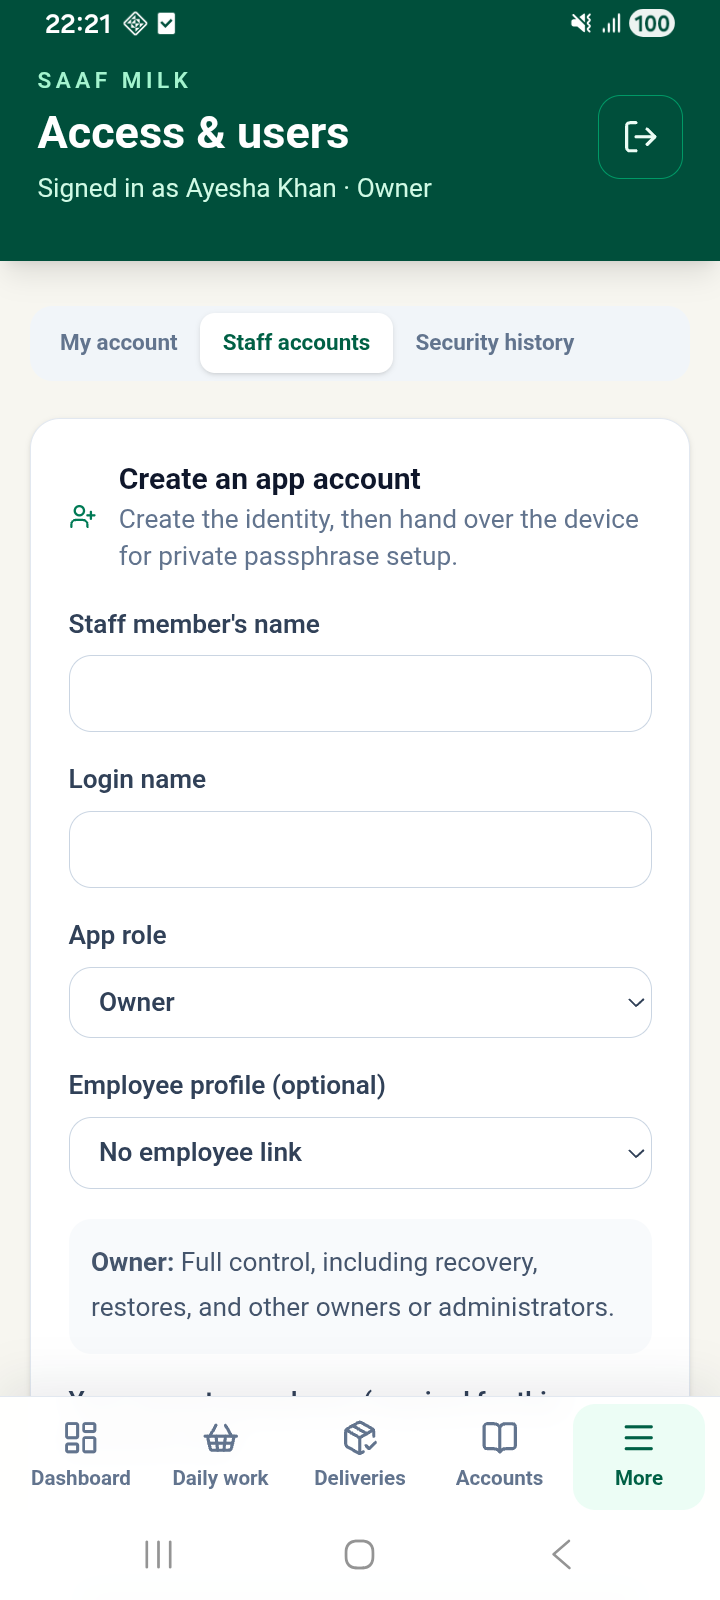 22:21
100
SAAF MILK
Access & users
Signed in as Ayesha Khan · Owner
My account
Staff accounts
Security history
Create an app account
Create the identity, then hand over the device
for private passphrase setup.
Staff member's name
Login name
App role
Owner
Employee profile (optional)
No employee link
Owner: Full control, including recovery,
restores, and other owners or administrators.
Dashboard
Daily work
Deliveries
Accounts
More